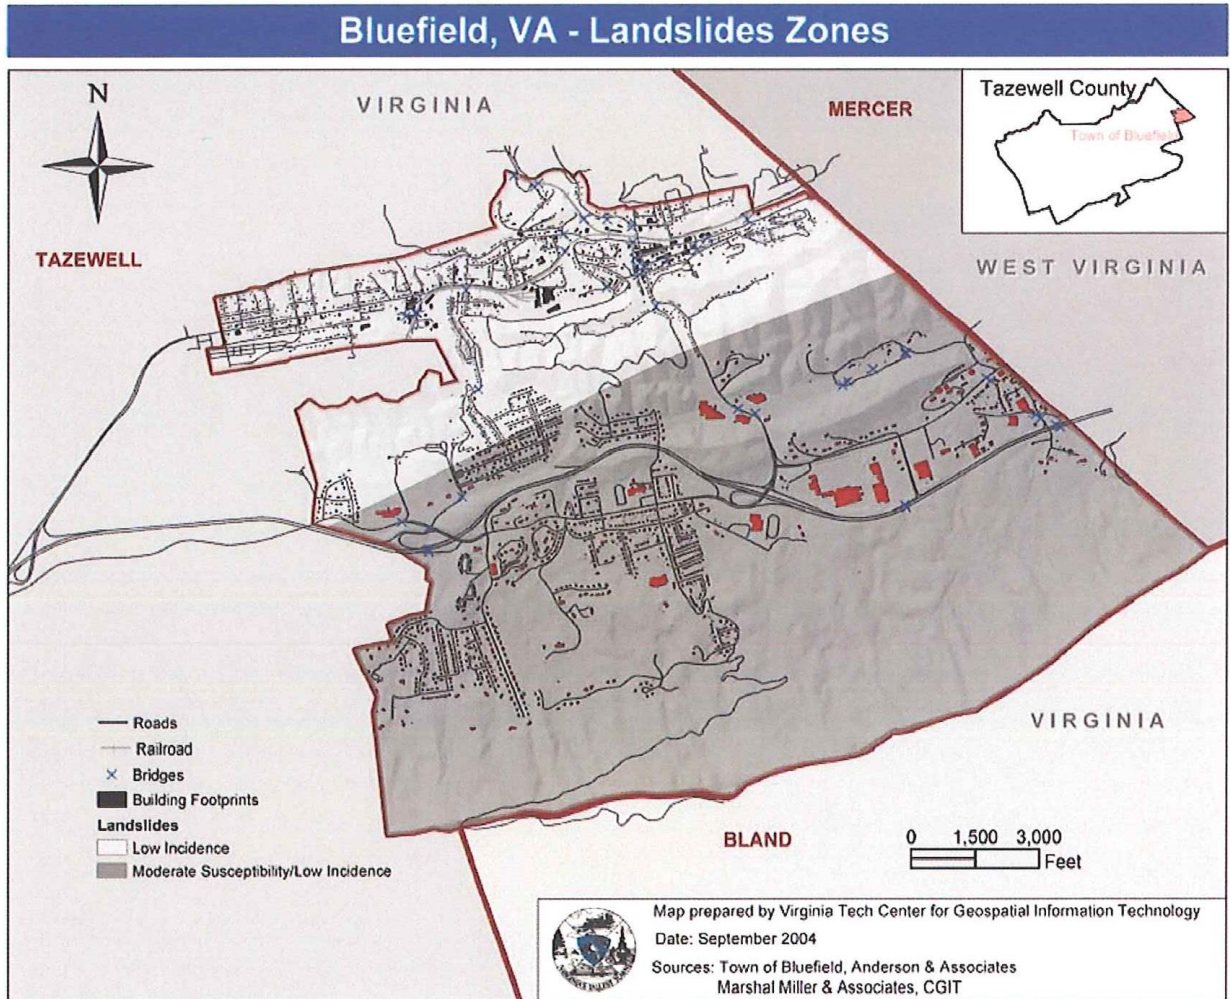 Bluefield, VA - Landslides Zones
N
VIRGINIA
MERCER
Tazewell County
Town of Bluefield
TAZEWELL
WEST VIRGINIA
VIRGINIA
Roads
Railroad
Bridges
Building Footprints
Landslides
Low Incidence
Moderate Susceptibility/Low Incidence
BLAND
0 1,500 3,000
Feet
Map prepared by Virginia Tech Center for Geospatial Information Technology
Date: September 2004
Sources: Town of Bluefield, Anderson & Associates
Marshal Miller & Associates, CGIT